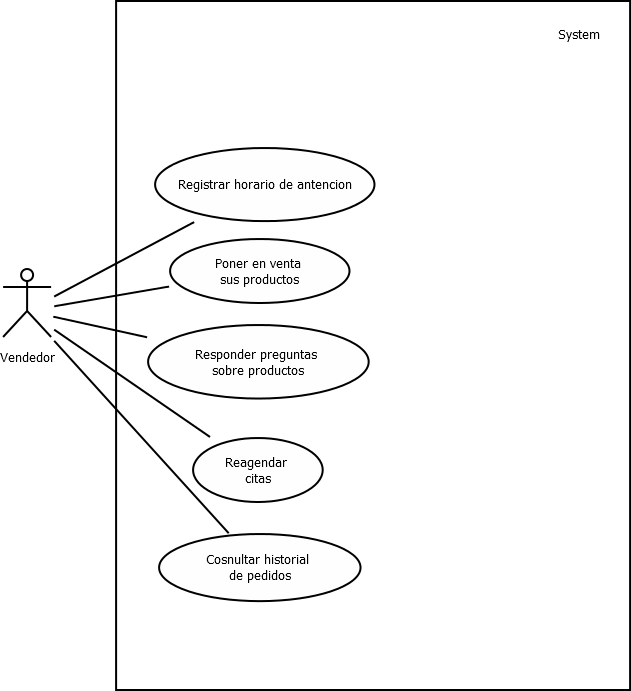 System
Registrar horario de antencion
Poner en venta
sus productos
Responder preguntas
sobre productos
Vendedor
Reagendar
citas
Cosnultar historial
de pedidos